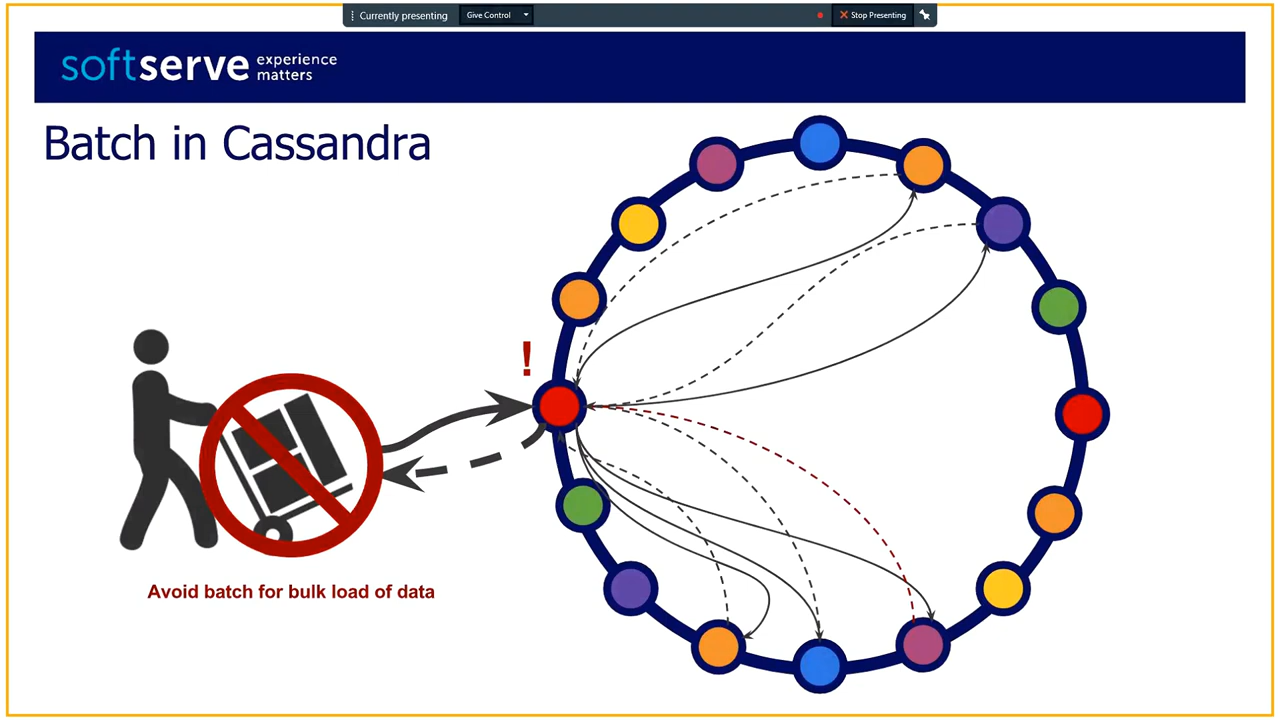 Currently presenting
Give Control
Stop Presenting
softserve experience
matters
Batch in Cassandra
!
Avoid batch for bulk load of data